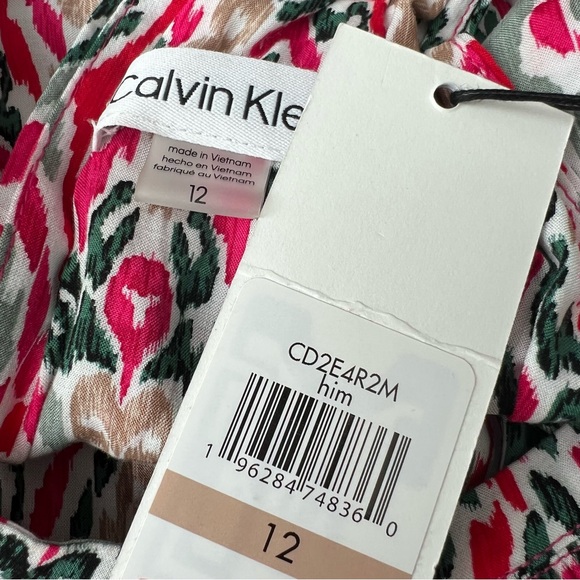 Calvin Kle
made in Vietnam
hecho en Vietnam
fabriqué au Vietnam
12
CD2E4R2M
him
1 96284 74836 0
12